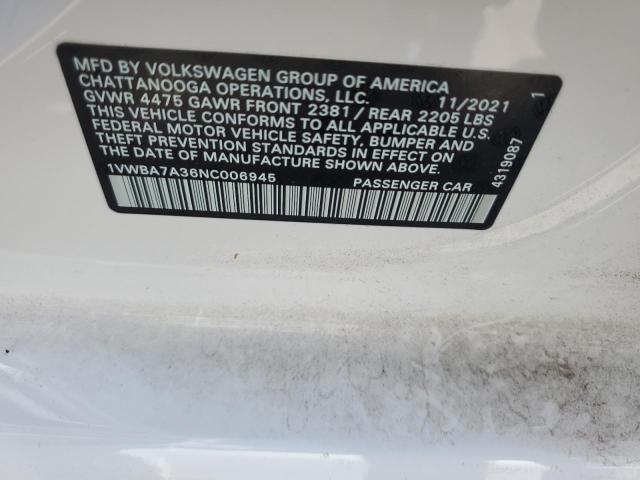 MFD BY VOLKSWAGEN GROUP OF AMERICA
CHATTANOOGA OPERATIONS, LLC. 11/2021
GVWR 4475 GAWR FRONT 2381 / REAR 2205 LBS
THIS VEHICLE CONFORMS TO ALL APPLICABLE U.S.
FEDERAL MOTOR VEHICLE SAFETY, BUMPER AND
THEFT PREVENTION STANDARDS IN EFFECT ON
THE DATE OF MANUFACTURE SHOWN ABOVE.
1VWBA7A36NC006945 PASSENGER CAR
4319087 1